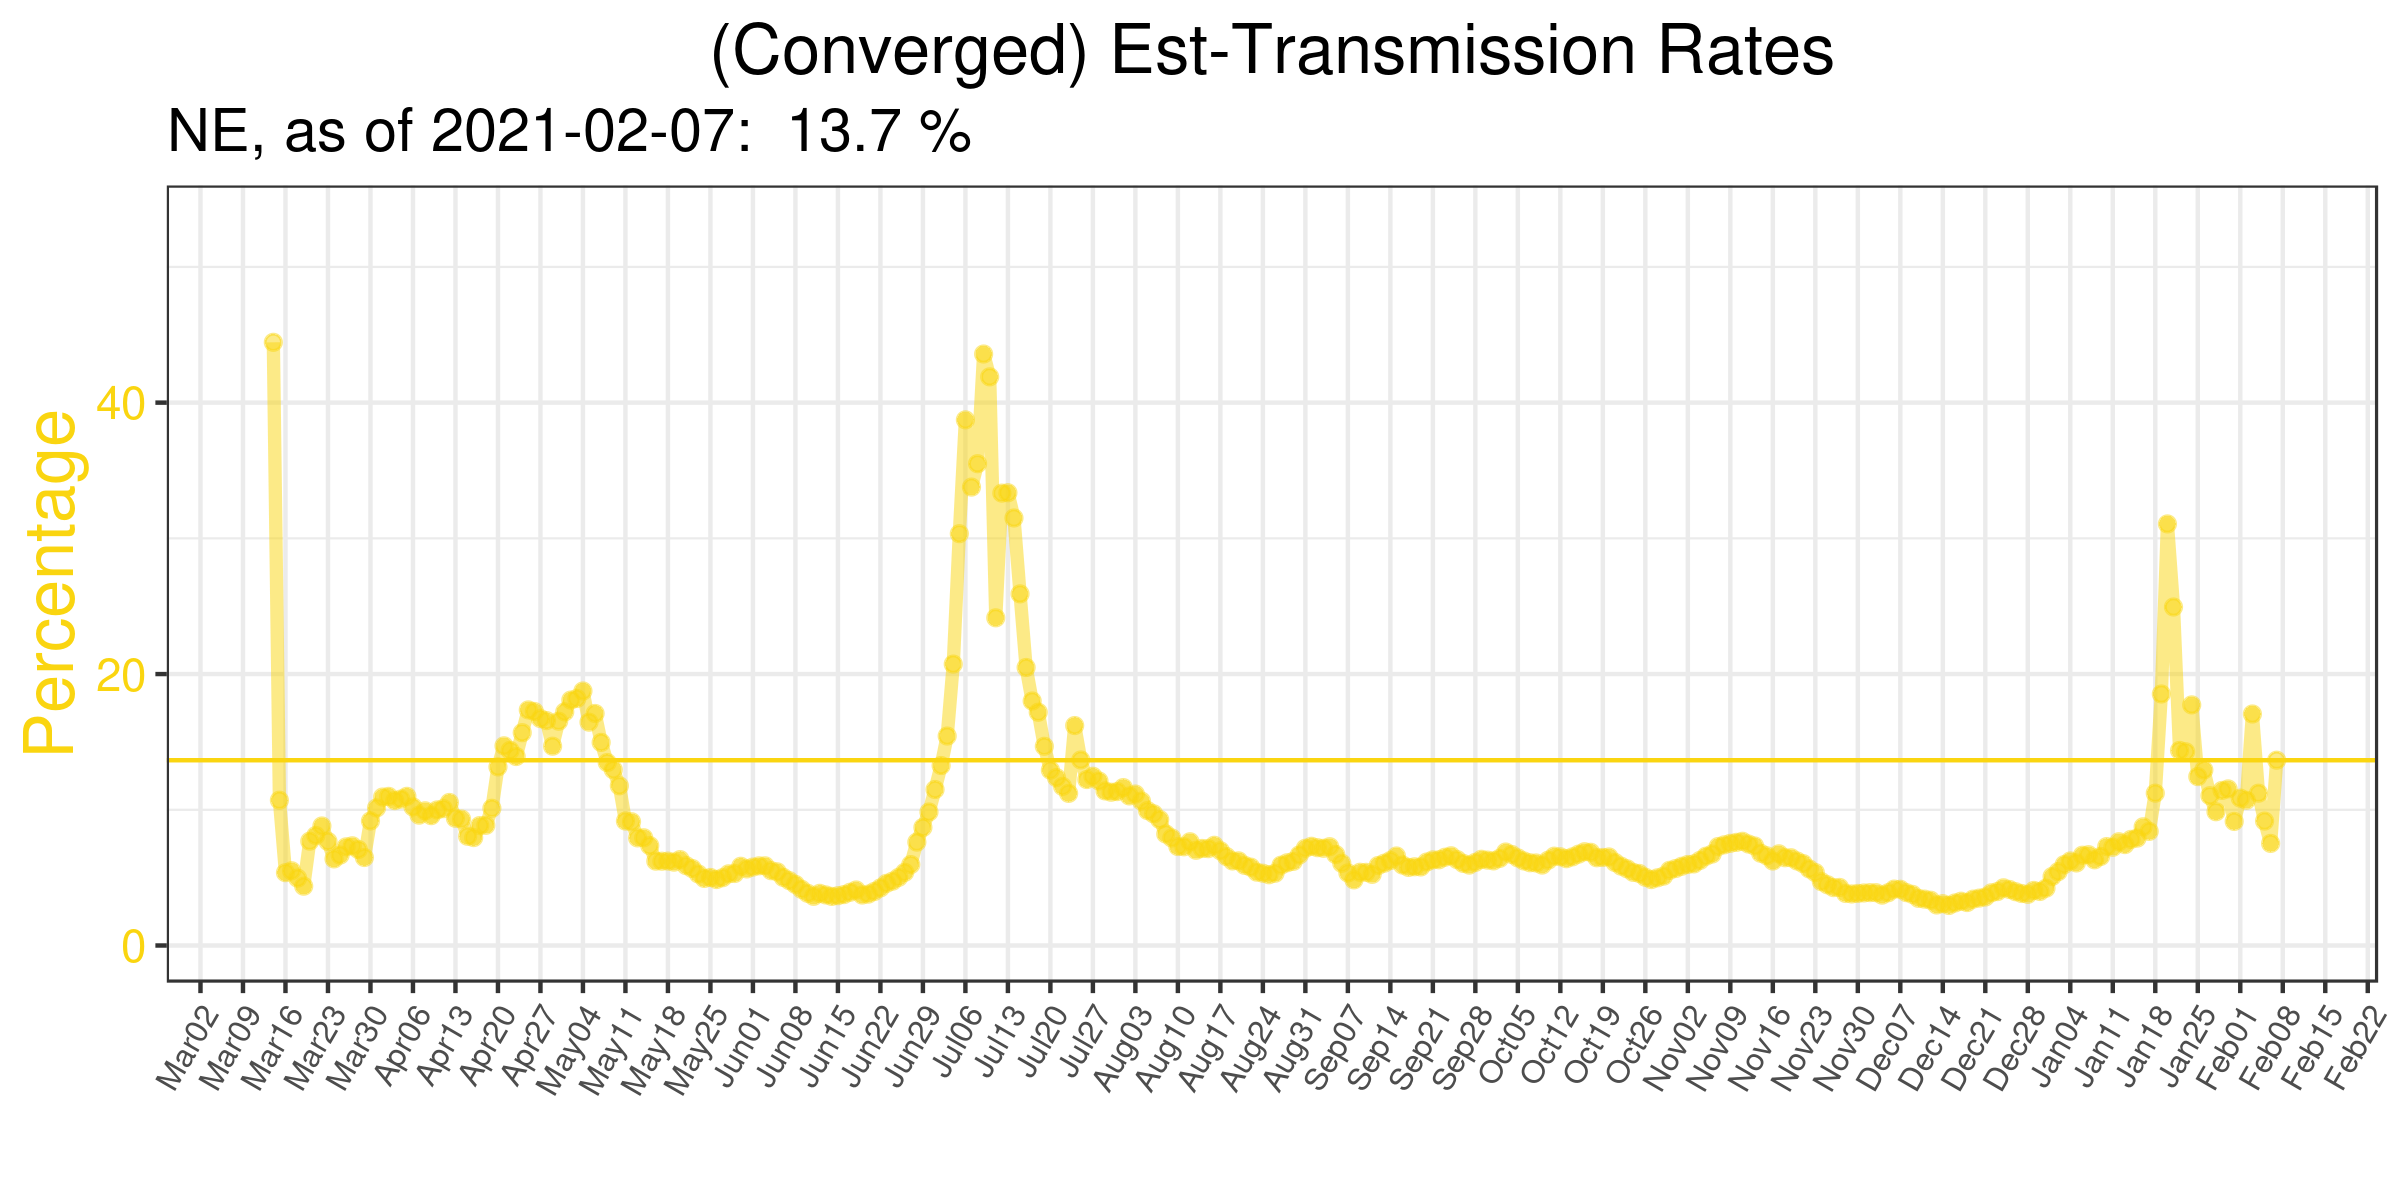 (Converged) Est-Transmission Rates
NE, as of 2021-02-07:  13.7 %
Percentage
40
20
0
Mar02
Mar09
Mar16
Mar23
Mar30
Apr06
Apr13
Apr20
Apr27
May04
May11
May18
May25
Jun01
Jun08
Jun15
Jun22
Jun29
Jul06
Jul13
Jul20
Jul27
Aug03
Aug10
Aug17
Aug24
Aug31
Sep07
Sep14
Sep21
Sep28
Oct05
Oct12
Oct19
Oct26
Nov02
Nov09
Nov16
Nov23
Nov30
Dec07
Dec14
Dec21
Dec28
Jan04
Jan11
Jan18
Jan25
Feb01
Feb08
Feb15
Feb22